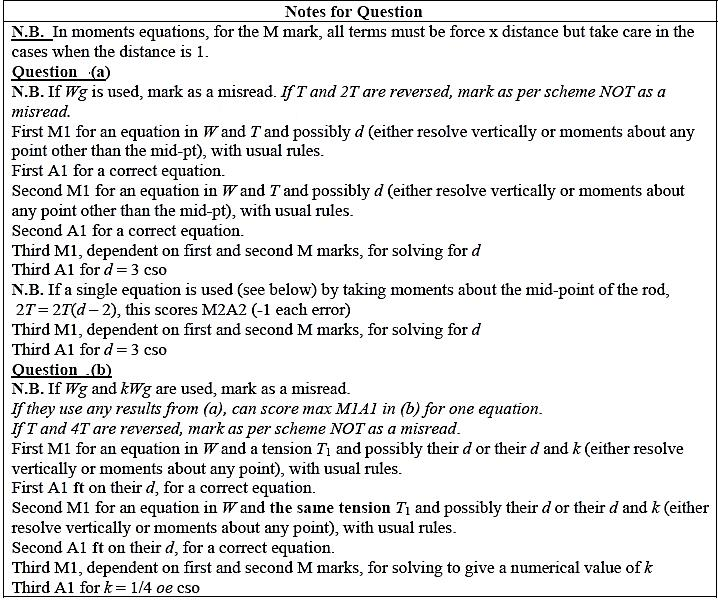 Notes for Question
N.B. In moments equations, for the M mark, all terms must be force x distance but take care in the
cases when the distance is 1.
Question (a)
N.B. If Wg is used, mark as a misread. If T and 2T are reversed, mark as per scheme NOT as a
misread.
First M1 for an equation in W and T and possibly d (either resolve vertically or moments about any
point other than the mid-pt), with usual rules.
First A1 for a correct equation.
Second M1 for an equation in W and T and possibly d (either resolve vertically or moments about
any point other than the mid-pt), with usual rules.
Second A1 for a correct equation.
Third M1, dependent on first and second M marks, for solving for d
Third A1 for d = 3 cso
N.B. If a single equation is used (see below) by taking moments about the mid-point of the rod,
2T = 2T(d – 2), this scores M2A2 (-1 each error)
Third M1, dependent on first and second M marks, for solving for d
Third A1 for d = 3 cso
Question (b)
N.B. If Wg and kWg are used, mark as a misread.
If they use any results from (a), can score max M1A1 in (b) for one equation.
If T and 4T are reversed, mark as per scheme NOT as a misread.
First M1 for an equation in W and a tension T₁ and possibly their d or their d and k (either resolve
vertically or moments about any point), with usual rules.
First A1 ft on their d, for a correct equation.
Second M1 for an equation in W and the same tension T₁ and possibly their d or their d and k (either
resolve vertically or moments about any point), with usual rules.
Second A1 ft on their d, for a correct equation.
Third M1, dependent on first and second M marks, for solving to give a numerical value of k
Third A1 for k = 1/4 oe cso